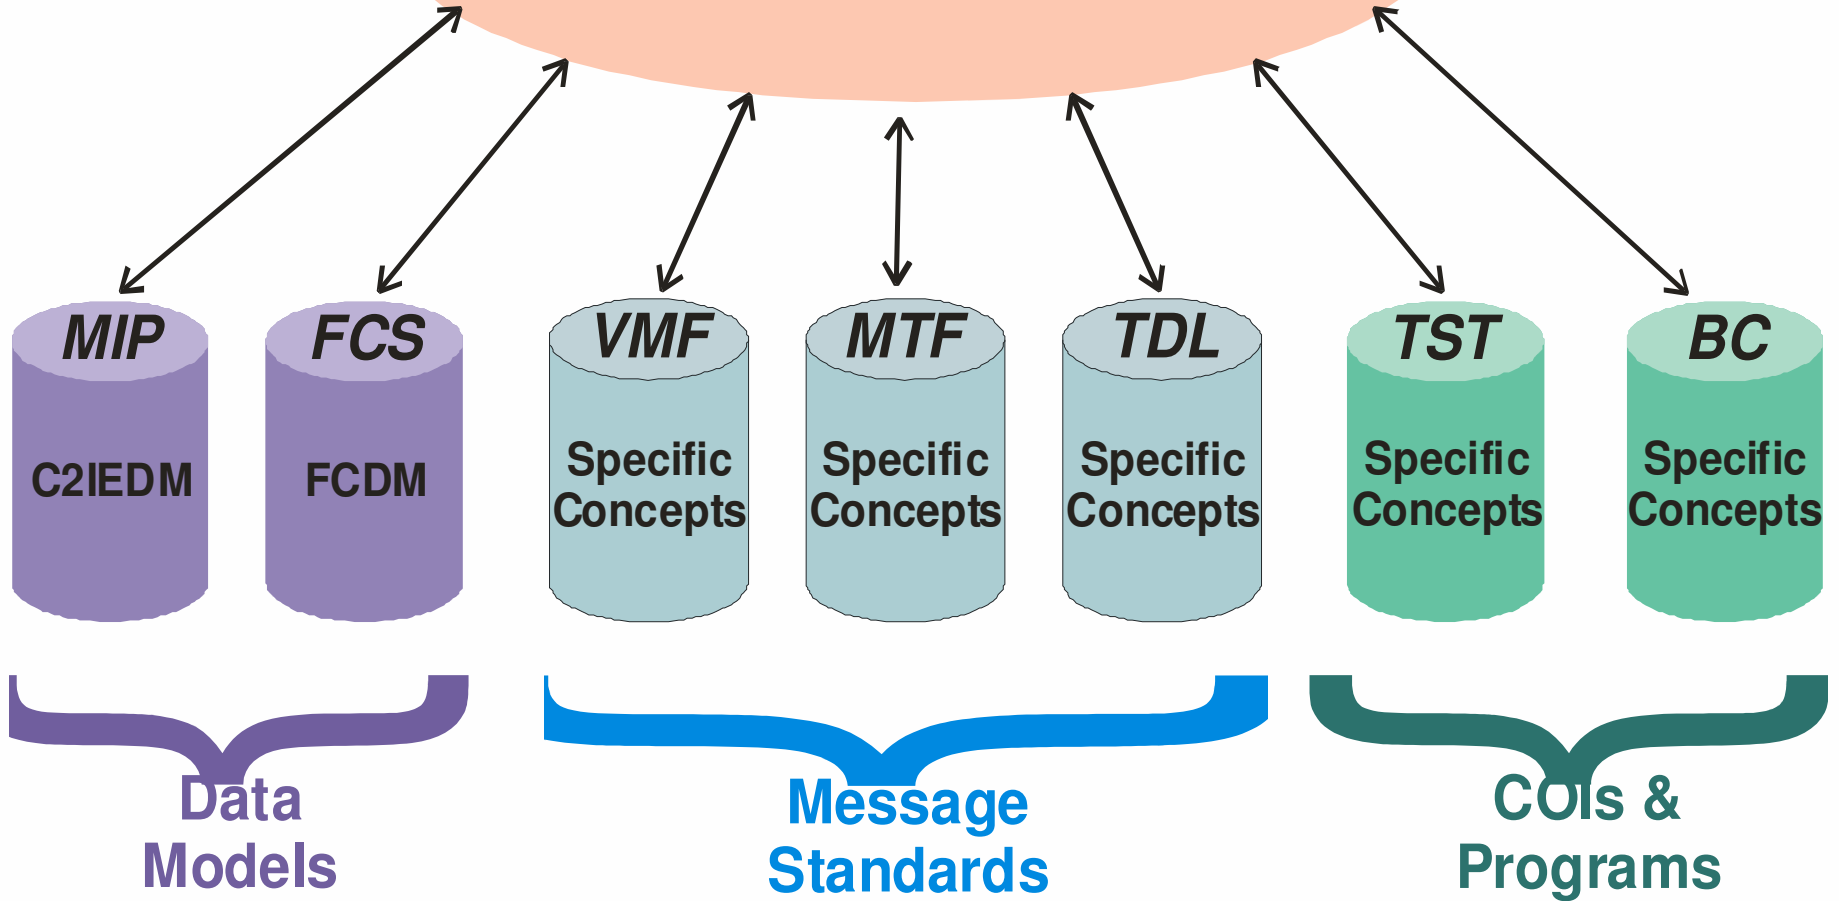 MIP
FCS
VMF
MTF
TDL
TST
BC
C2IEDM
FCDM
Specific
Concepts
Specific
Concepts
Specific
Concepts
Specific
Concepts
Specific
Concepts
Data
Models
Message
Standards
COIs &
Programs